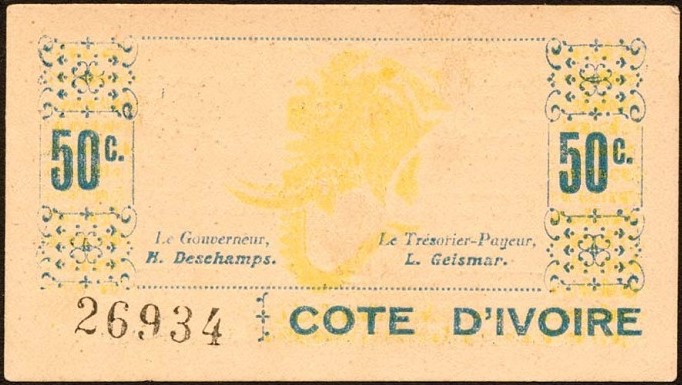 50c.
50c.
Le Gouverneur,
H. Deschamps.
Le Trésorier-Payeur,
L. Geismar.
26934
COTE D'IVOIRE